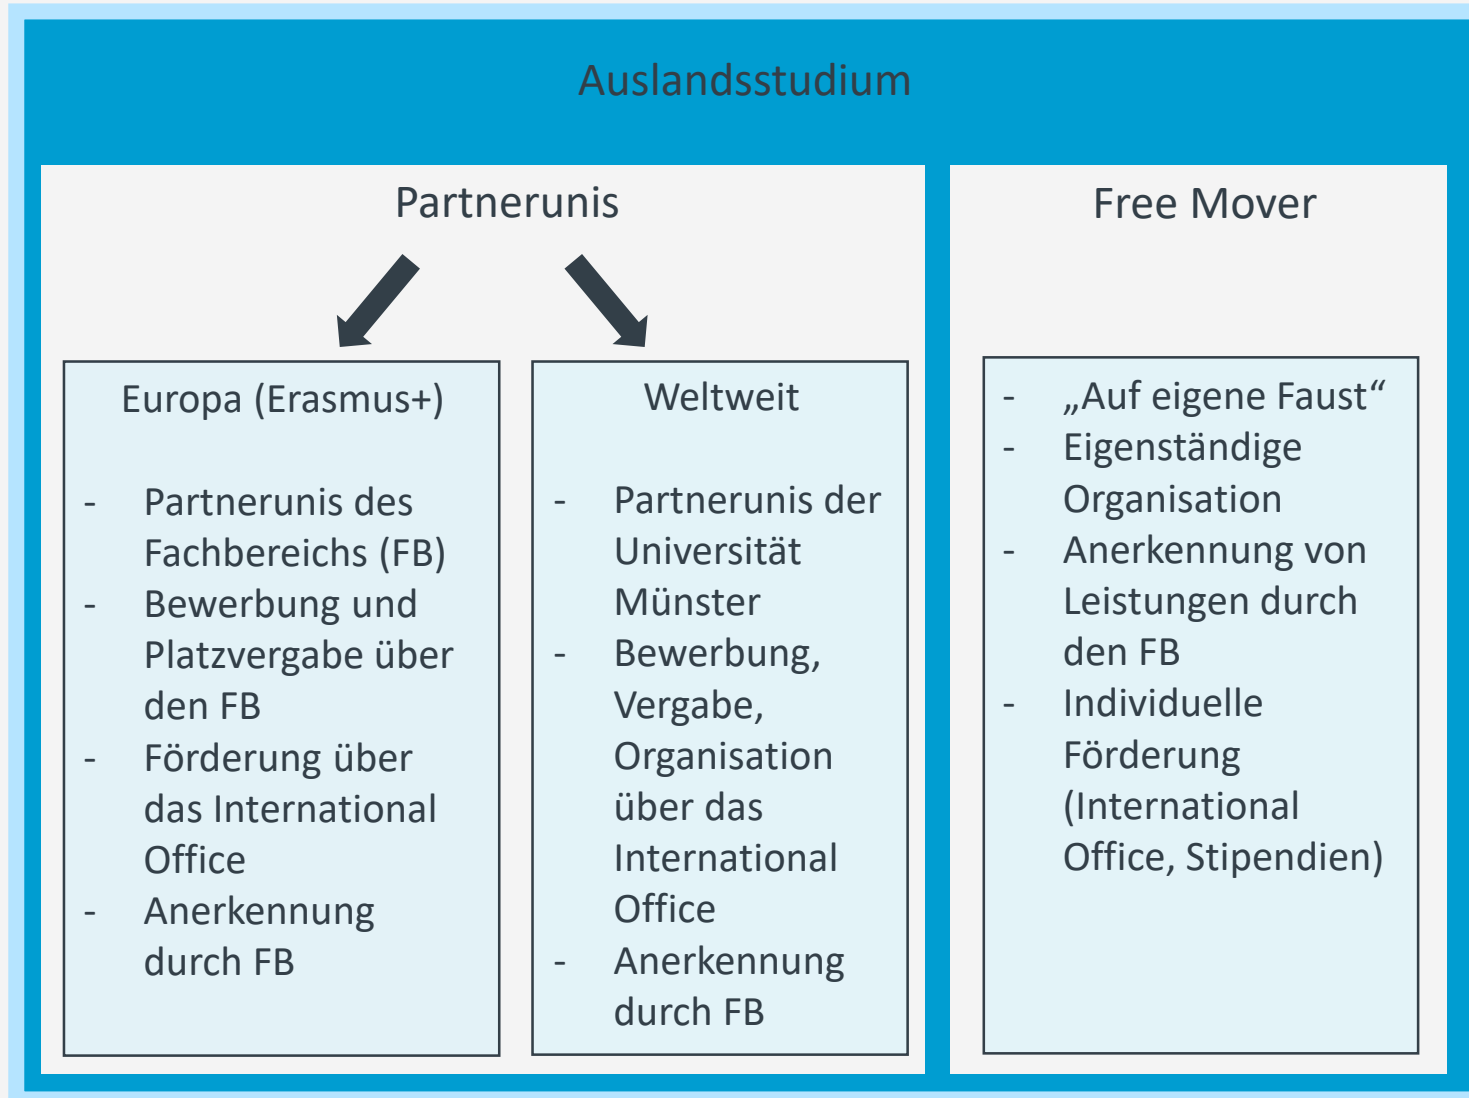 Auslandsstudium
Partnerunis
Europa (Erasmus+)
- Partnerunis des
Fachbereichs (FB)
- Bewerbung und
Platzvergabe über
den FB
- Förderung über
das International
Office
- Anerkennung
durch FB
Weltweit
- Partnerunis der
Universität
Münster
- Bewerbung,
Vergabe,
Organisation
über das
International
Office
- Anerkennung
durch FB
Free Mover
- „Auf eigene Faust“
- Eigenständige
Organisation
- Anerkennung von
Leistungen durch
den FB
- Individuelle
Förderung
(International
Office, Stipendien)